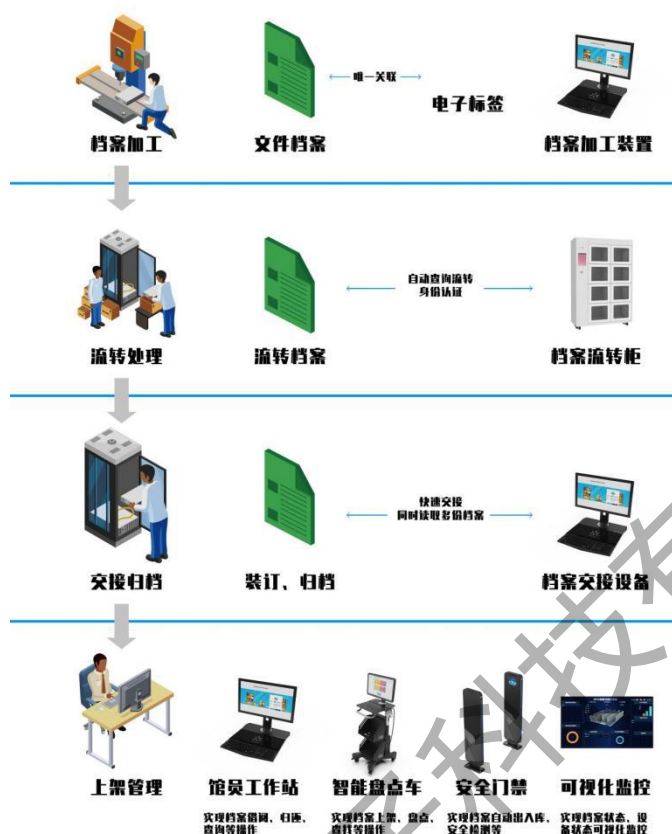 唯一关联
电子标签
档案加工
文件档案
档案加工装置
自动查询流转
身份认证
流转处理
流转档案
档案流转柜
快速交接
同时读取多份档案
交接归档
装订、归档
档案交接设备
上架管理
馆员工作站
智能盘点车
安全门禁
可视化监控
实现档案借阅、归还、
查询等操作
实现档案上架、盘点、
查找等操作
实现档案自动出入库、
安全检测等
实现档案状态、设
备状态可视化监控